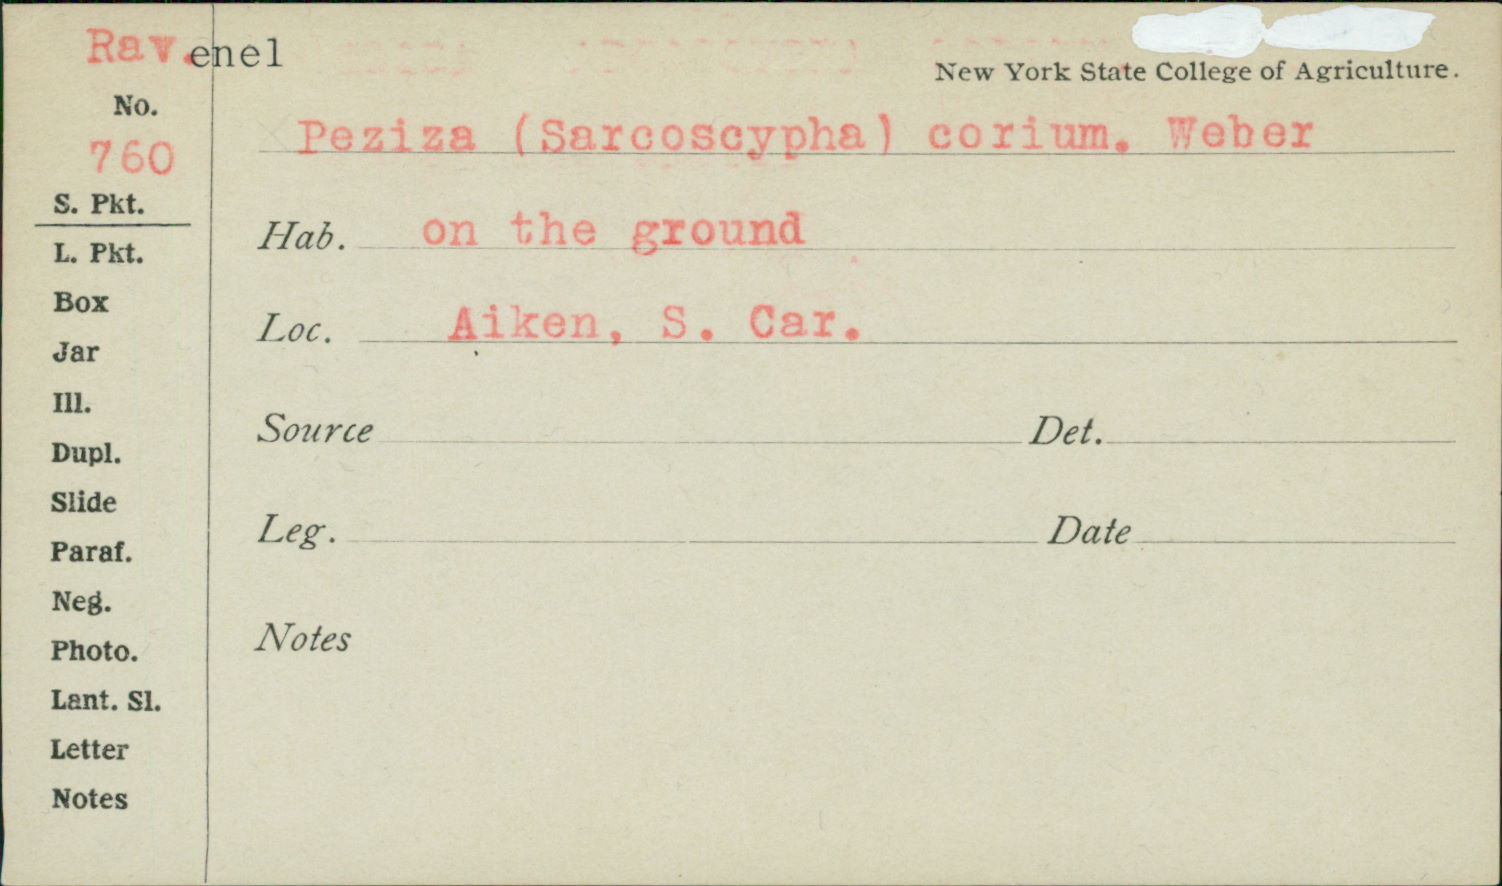 Rav.enel
New York State College of Agriculture.
No.
760
Peziza (Sarcoscypha) corium. Weber
S. Pkt.
Hab. on the ground
L. Pkt.
Box
Loc. Aiken, S. Car.
Jar
Ill.
Source Det.
Dupl.
Slide
Leg. Date
Paraf.
Neg.
Notes
Photo.
Lant. Sl.
Letter
Notes